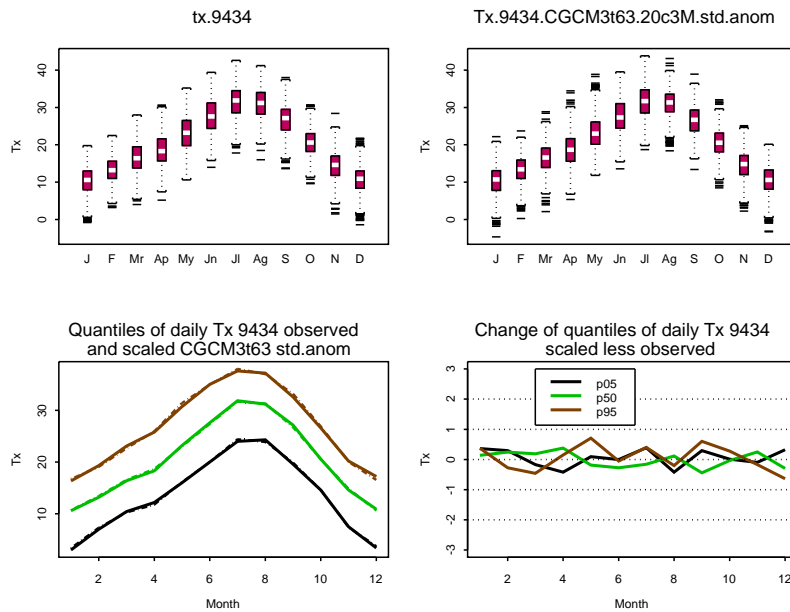 tx.9434
Tx
0 10 20 30 40
J F Mr Ap My Jn Jl Ag S O N D
Tx.9434.CGCM3t63.20c3M.std.anom
Tx
0 10 20 30 40
J F Mr Ap My Jn Jl Ag S O N D
Quantiles of daily Tx 9434 observed
and scaled CGCM3t63 std.anom
Tx
10 20 30
2 4 6 8 10 12
Month
Change of quantiles of daily Tx 9434
scaled less observed
p05
p50
p95
Tx
-3 -2 -1 0 1 2 3
2 4 6 8 10 12
Month